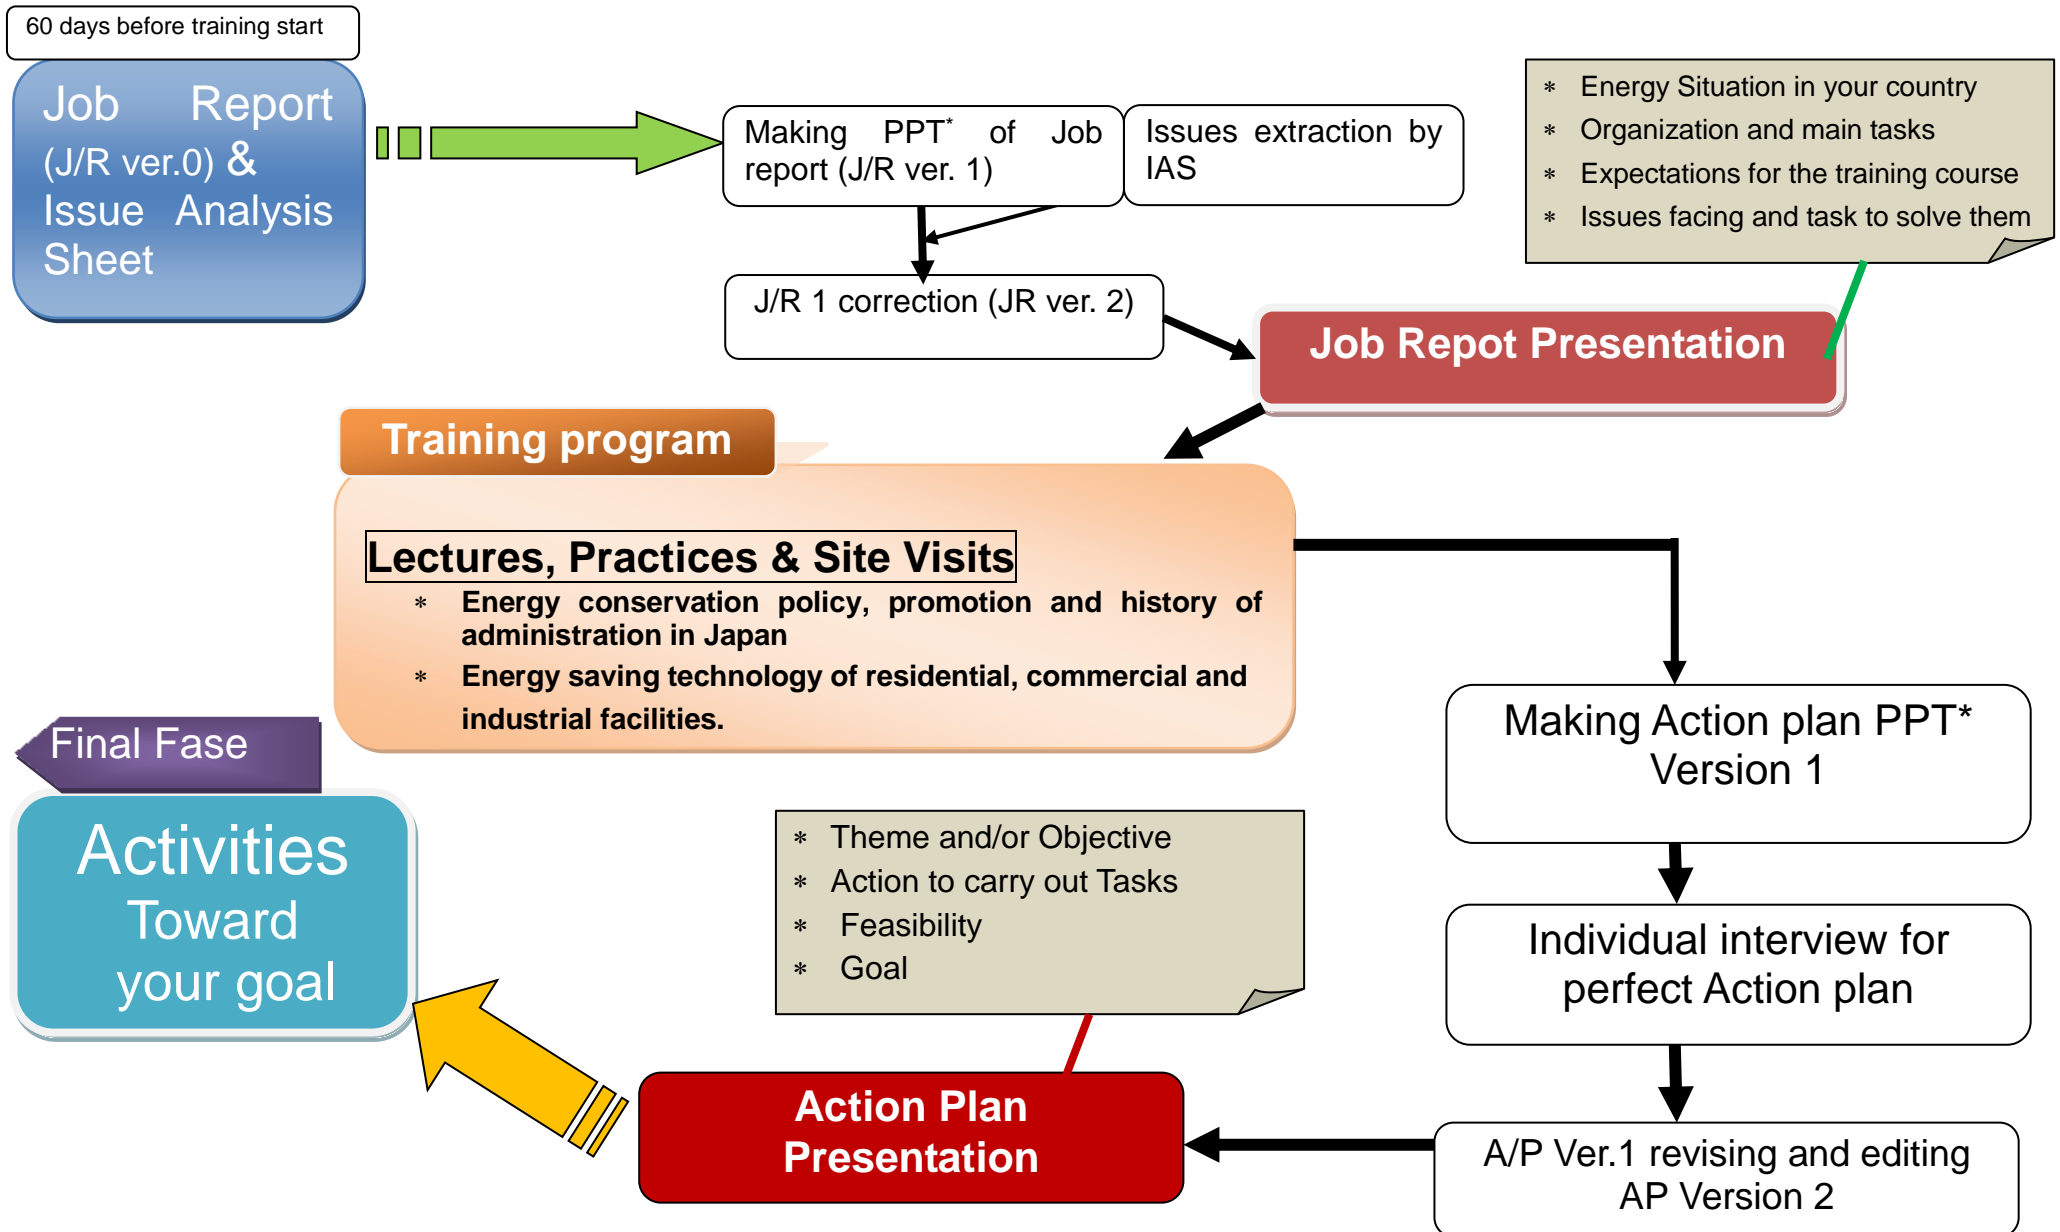 60 days before training start
Job Report
(J/R ver.0) &
Issue Analysis
Sheet
Making PPT* of Job
report (J/R ver. 1)
Issues extraction by
IAS
* Energy Situation in your country
* Organization and main tasks
* Expectations for the training course
* Issues facing and task to solve them
J/R 1 correction (JR ver. 2)
Job Repot Presentation
Training program
Lectures, Practices & Site Visits
* Energy conservation policy, promotion and history of
administration in Japan
* Energy saving technology of residential, commercial and
industrial facilities.
Making Action plan PPT*
Version 1
Individual interview for
perfect Action plan
A/P Ver.1 revising and editing
AP Version 2
* Theme and/or Objective
* Action to carry out Tasks
* Feasibility
* Goal
Action Plan
Presentation
Final Fase
Activities
Toward
your goal